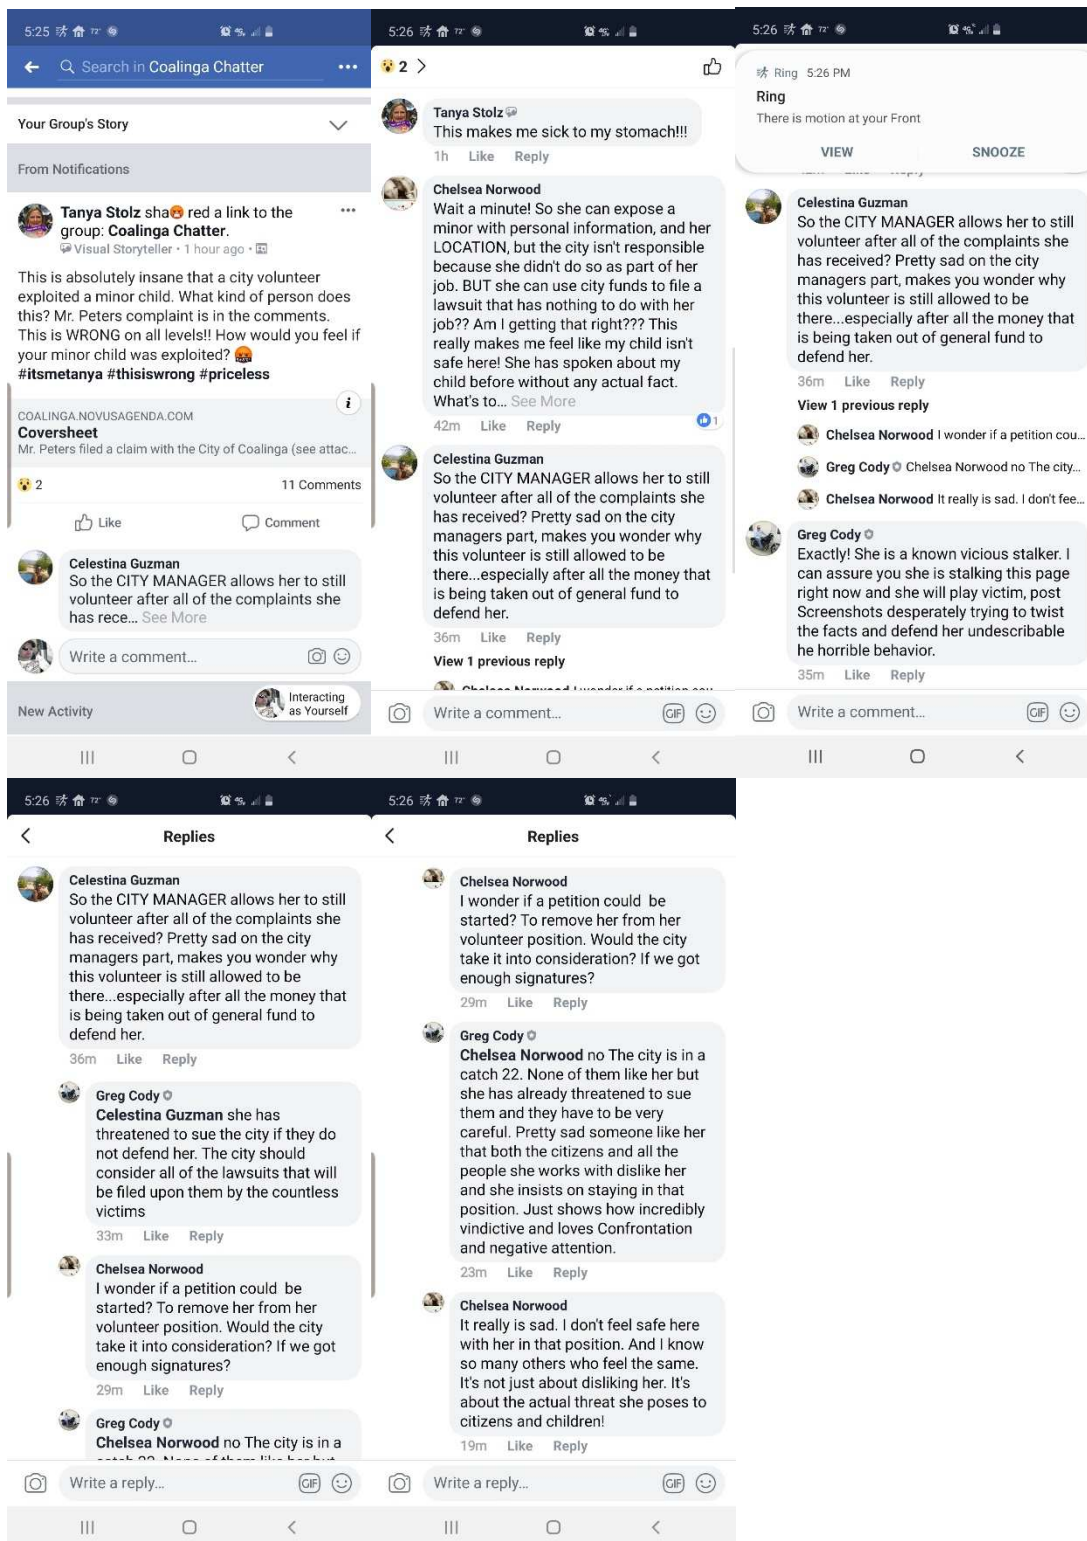 5:25 72°
Search in Coalinga Chatter
Your Group's Story
From Notifications
Tanya Stolz sha red a link to the
group: Coalinga Chatter.
Visual Storyteller · 1 hour ago ·
This is absolutely insane that a city volunteer
exploited a minor child. What kind of person does
this? Mr. Peters complaint is in the comments.
This is WRONG on all levels!! How would you feel if
your minor child was exploited? 🤬
#itsmetanya #thisiswrong #priceless
i
COALINGA.NOVUSAGENDA.COM
Coversheet
Mr. Peters filed a claim with the City of Coalinga (see attac...
😮 2 11 Comments
Like Comment
Celestina Guzman
So the CITY MANAGER allows her to still
volunteer after all of the complaints she
has rece... See More
Write a comment...
New Activity
Interacting
as Yourself
5:26 72°
😮 2 >
Tanya Stolz
This makes me sick to my stomach!!!
1h Like Reply
Chelsea Norwood
Wait a minute! So she can expose a
minor with personal information, and her
LOCATION, but the city isn't responsible
because she didn't do so as part of her
job. BUT she can use city funds to file a
lawsuit that has nothing to do with her
job?? Am I getting that right??? This
really makes me feel like my child isn't
safe here! She has spoken about my
child before without any actual fact.
What's to... See More
42m Like Reply 1
Celestina Guzman
So the CITY MANAGER allows her to still
volunteer after all of the complaints she
has received? Pretty sad on the city
managers part, makes you wonder why
this volunteer is still allowed to be
there...especially after all the money that
is being taken out of general fund to
defend her.
36m Like Reply
View 1 previous reply
Chelsea Norwood I wonder if a petition cou...
Write a comment... GIF
5:26 72°
Ring 5:26 PM
Ring
There is motion at your Front
VIEW SNOOZE
Celestina Guzman
So the CITY MANAGER allows her to still
volunteer after all of the complaints she
has received? Pretty sad on the city
managers part, makes you wonder why
this volunteer is still allowed to be
there...especially after all the money that
is being taken out of general fund to
defend her.
36m Like Reply
View 1 previous reply
Chelsea Norwood I wonder if a petition cou...
Greg Cody Chelsea Norwood no The city...
Chelsea Norwood It really is sad. I don't fee...
Greg Cody
Exactly! She is a known vicious stalker. I
can assure you she is stalking this page
right now and she will play victim, post
Screenshots desperately trying to twist
the facts and defend her undescribable
he horrible behavior.
35m Like Reply
Write a comment... GIF
5:26 72°
Replies
Celestina Guzman
So the CITY MANAGER allows her to still
volunteer after all of the complaints she
has received? Pretty sad on the city
managers part, makes you wonder why
this volunteer is still allowed to be
there...especially after all the money that
is being taken out of general fund to
defend her.
36m Like Reply
Greg Cody
Celestina Guzman she has
threatened to sue the city if they do
not defend her. The city should
consider all of the lawsuits that will
be filed upon them by the countless
victims
33m Like Reply
Chelsea Norwood
I wonder if a petition could be
started? To remove her from her
volunteer position. Would the city
take it into consideration? If we got
enough signatures?
29m Like Reply
Greg Cody
Chelsea Norwood no The city is in a
catch 22. None of them like her but
Write a reply... GIF
5:26 72°
Replies
Chelsea Norwood
I wonder if a petition could be
started? To remove her from her
volunteer position. Would the city
take it into consideration? If we got
enough signatures?
29m Like Reply
Greg Cody
Chelsea Norwood no The city is in a
catch 22. None of them like her but
she has already threatened to sue
them and they have to be very
careful. Pretty sad someone like her
that both the citizens and all the
people she works with dislike her
and she insists on staying in that
position. Just shows how incredibly
vindictive and loves Confrontation
and negative attention.
23m Like Reply
Chelsea Norwood
It really is sad. I don't feel safe here
with her in that position. And I know
so many others who feel the same.
It's not just about disliking her. It's
about the actual threat she poses to
citizens and children!
19m Like Reply
Write a reply... GIF